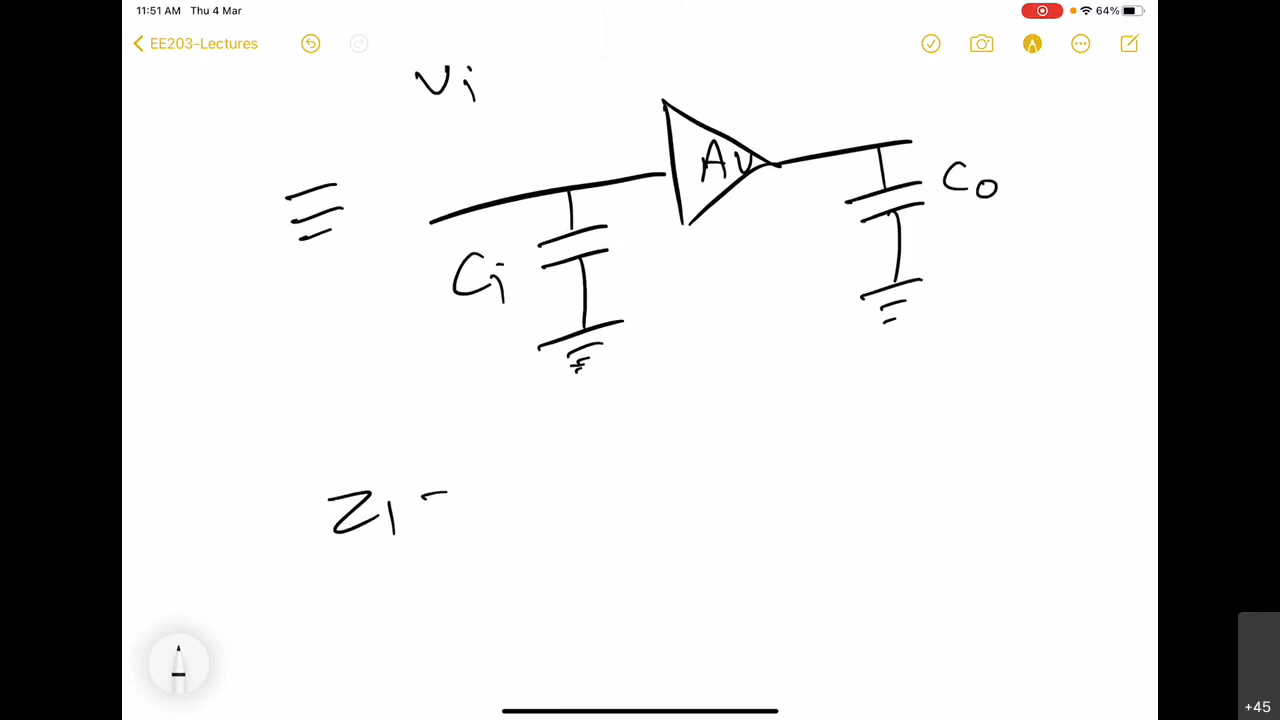 11:51 AM Thu 4 Mar
64%
EE203-Lectures
Vi
Av
Co
Ci
Z1 -
+45